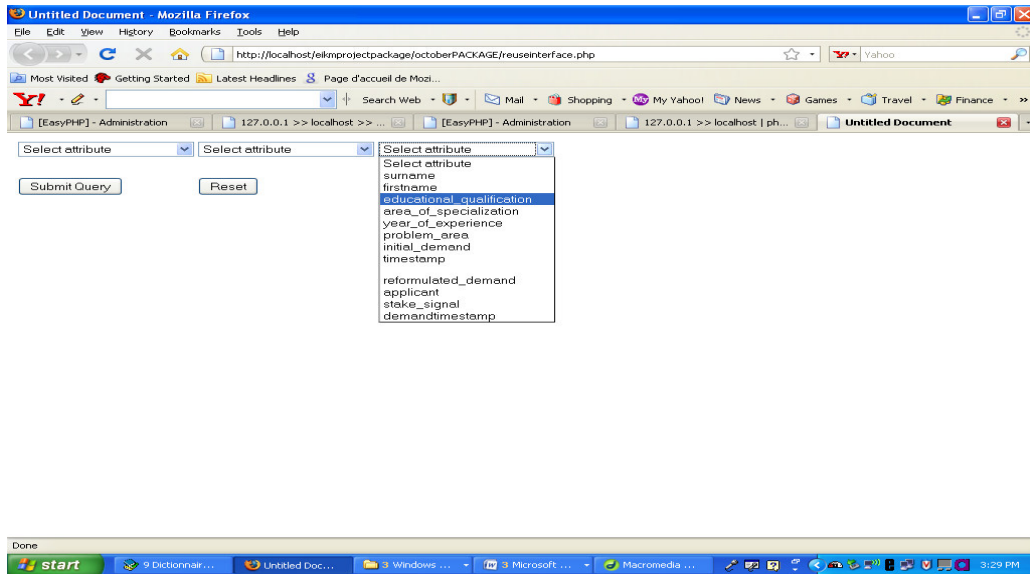 Untitled Document - Mozilla Firefox
File Edit View History Bookmarks Tools Help
http://localhost/eikmprojectpackage/octoberPACKAGE/reuseinterface.php
Yahoo
Most Visited Getting Started Latest Headlines Page d'accueil de Mozi...
Y! Search Web Mail Shopping My Yahoo! News Games Travel Finance »
[EasyPHP] - Administration 127.0.0.1 >> localhost >> ... [EasyPHP] - Administration 127.0.0.1 >> localhost | ph... Untitled Document
Select attribute Select attribute Select attribute
Select attribute
surname
firstname
educational_qualification
area_of_specialization
year_of_experience
problem_area
initial_demand
timestamp
reformulated_demand
applicant
stake_signal
demandtimestamp
Submit Query Reset
Done
start 9 Dictionnair... Untitled Doc... 3 Windows ... 3 Microsoft ... Macromedia ... 3:29 PM